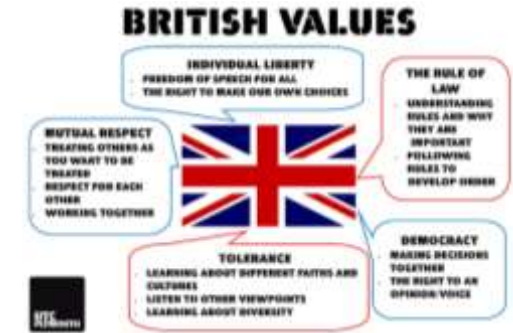 BRITISH VALUES
INDIVIDUAL LIBERTY
FREEDOM OF SPEECH FOR ALL
THE RIGHT TO MAKE OUR OWN CHOICES
THE RULE OF
LAW
UNDERSTANDING
RULES AND WHY
THEY ARE
IMPORTANT
FOLLOWING
RULES TO
DEVELOP ORDER
MUTUAL RESPECT
TREATING OTHERS AS
YOU WANT TO BE
TREATED
RESPECT FOR EACH
OTHER
WORKING TOGETHER
TOLERANCE
LEARNING ABOUT DIFFERENT FAITHS AND
CULTURES
LISTEN TO OTHER VIEWPOINTS
LEARNING ABOUT DIVERSITY
DEMOCRACY
MAKING DECISIONS
TOGETHER
THE RIGHT TO AN
OPINION/VOICE